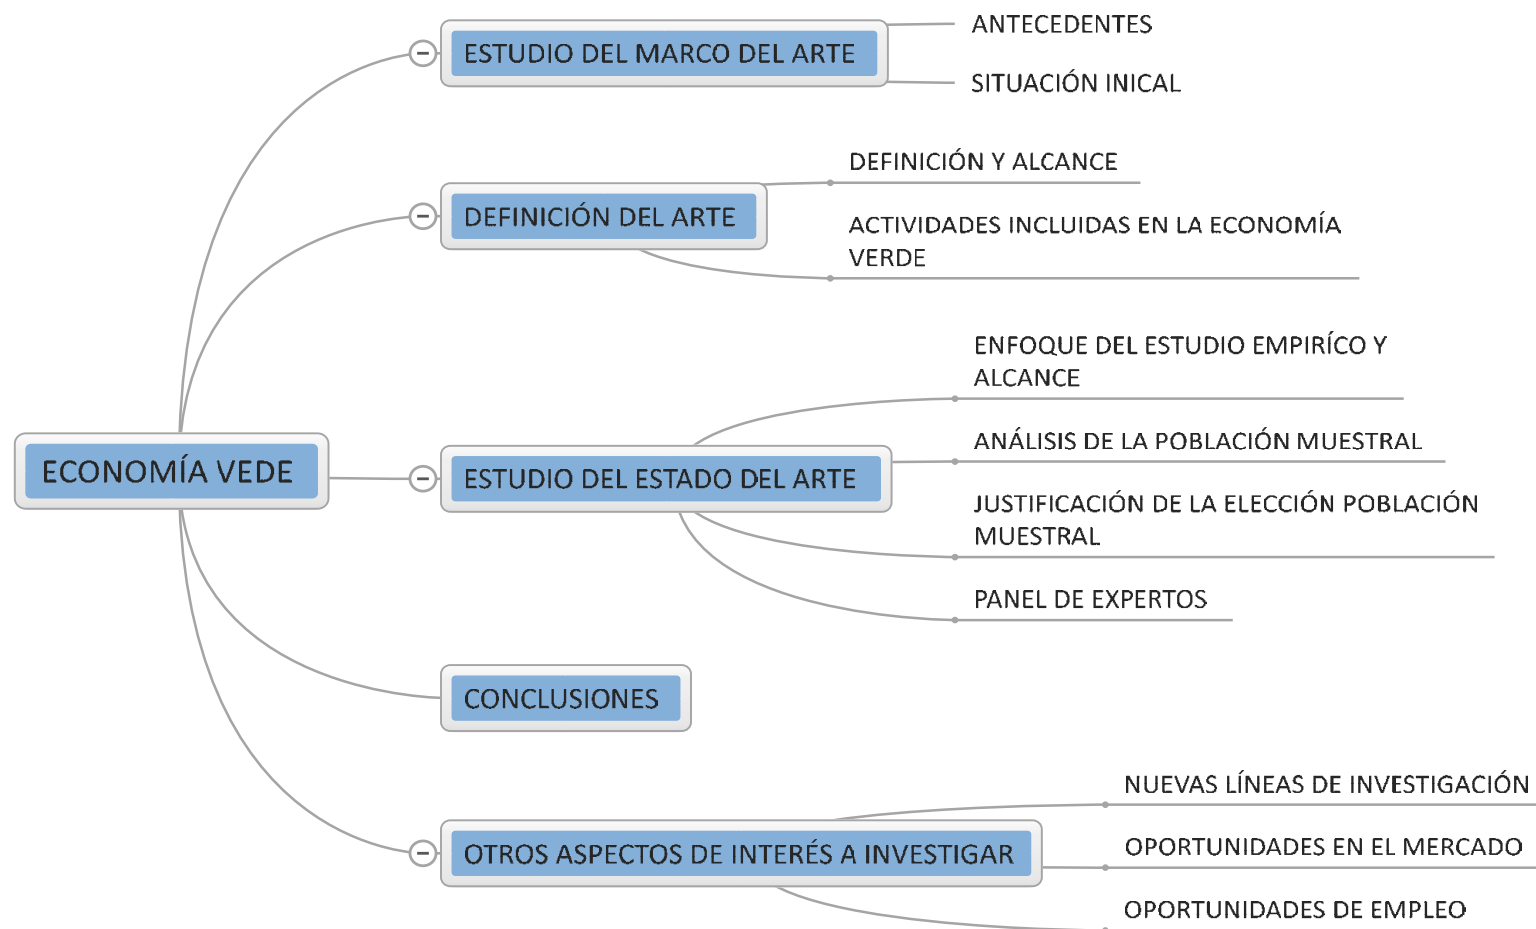 ESTUDIO DEL MARCO DEL ARTE
ANTECEDENTES
SITUACIÓN INICAL
DEFINICIÓN DEL ARTE
DEFINICIÓN Y ALCANCE
ACTIVIDADES INCLUIDAS EN LA ECONOMÍA
VERDE
ECONOMÍA VEDE
ESTUDIO DEL ESTADO DEL ARTE
ENFOQUE DEL ESTUDIO EMPIRÍCO Y
ALCANCE
ANÁLISIS DE LA POBLACIÓN MUESTRAL
JUSTIFICACIÓN DE LA ELECCIÓN POBLACIÓN
MUESTRAL
PANEL DE EXPERTOS
CONCLUSIONES
OTROS ASPECTOS DE INTERÉS A INVESTIGAR
NUEVAS LÍNEAS DE INVESTIGACIÓN
OPORTUNIDADES EN EL MERCADO
OPORTUNIDADES DE EMPLEO